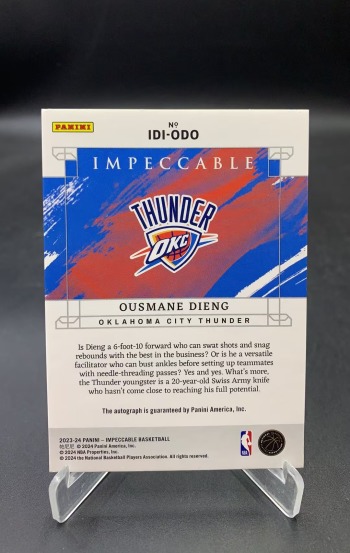 PANINI
Nº
IDI-ODO
IMPECCABLE
THUNDER
OKC
OUSMANE DIENG
OKLAHOMA CITY THUNDER
Is Dieng a 6-foot-10 forward who can swat shots and snag
rebounds with the best in the business? Or is he a versatile
facilitator who can bust ankles before setting up teammates
with needle-threading passes? Yes and yes. What's more,
the Thunder youngster is a 20-year-old Swiss Army knife
who hasn't come close to reaching his full potential.
The autograph is guaranteed by Panini America, Inc.
2023-24 PANINI – IMPECCABLE BASKETBALL
© 2024 Panini America, Inc.
© 2024 NBA Properties, Inc.
© 2024 the National Basketball Players Association. All rights reserved.